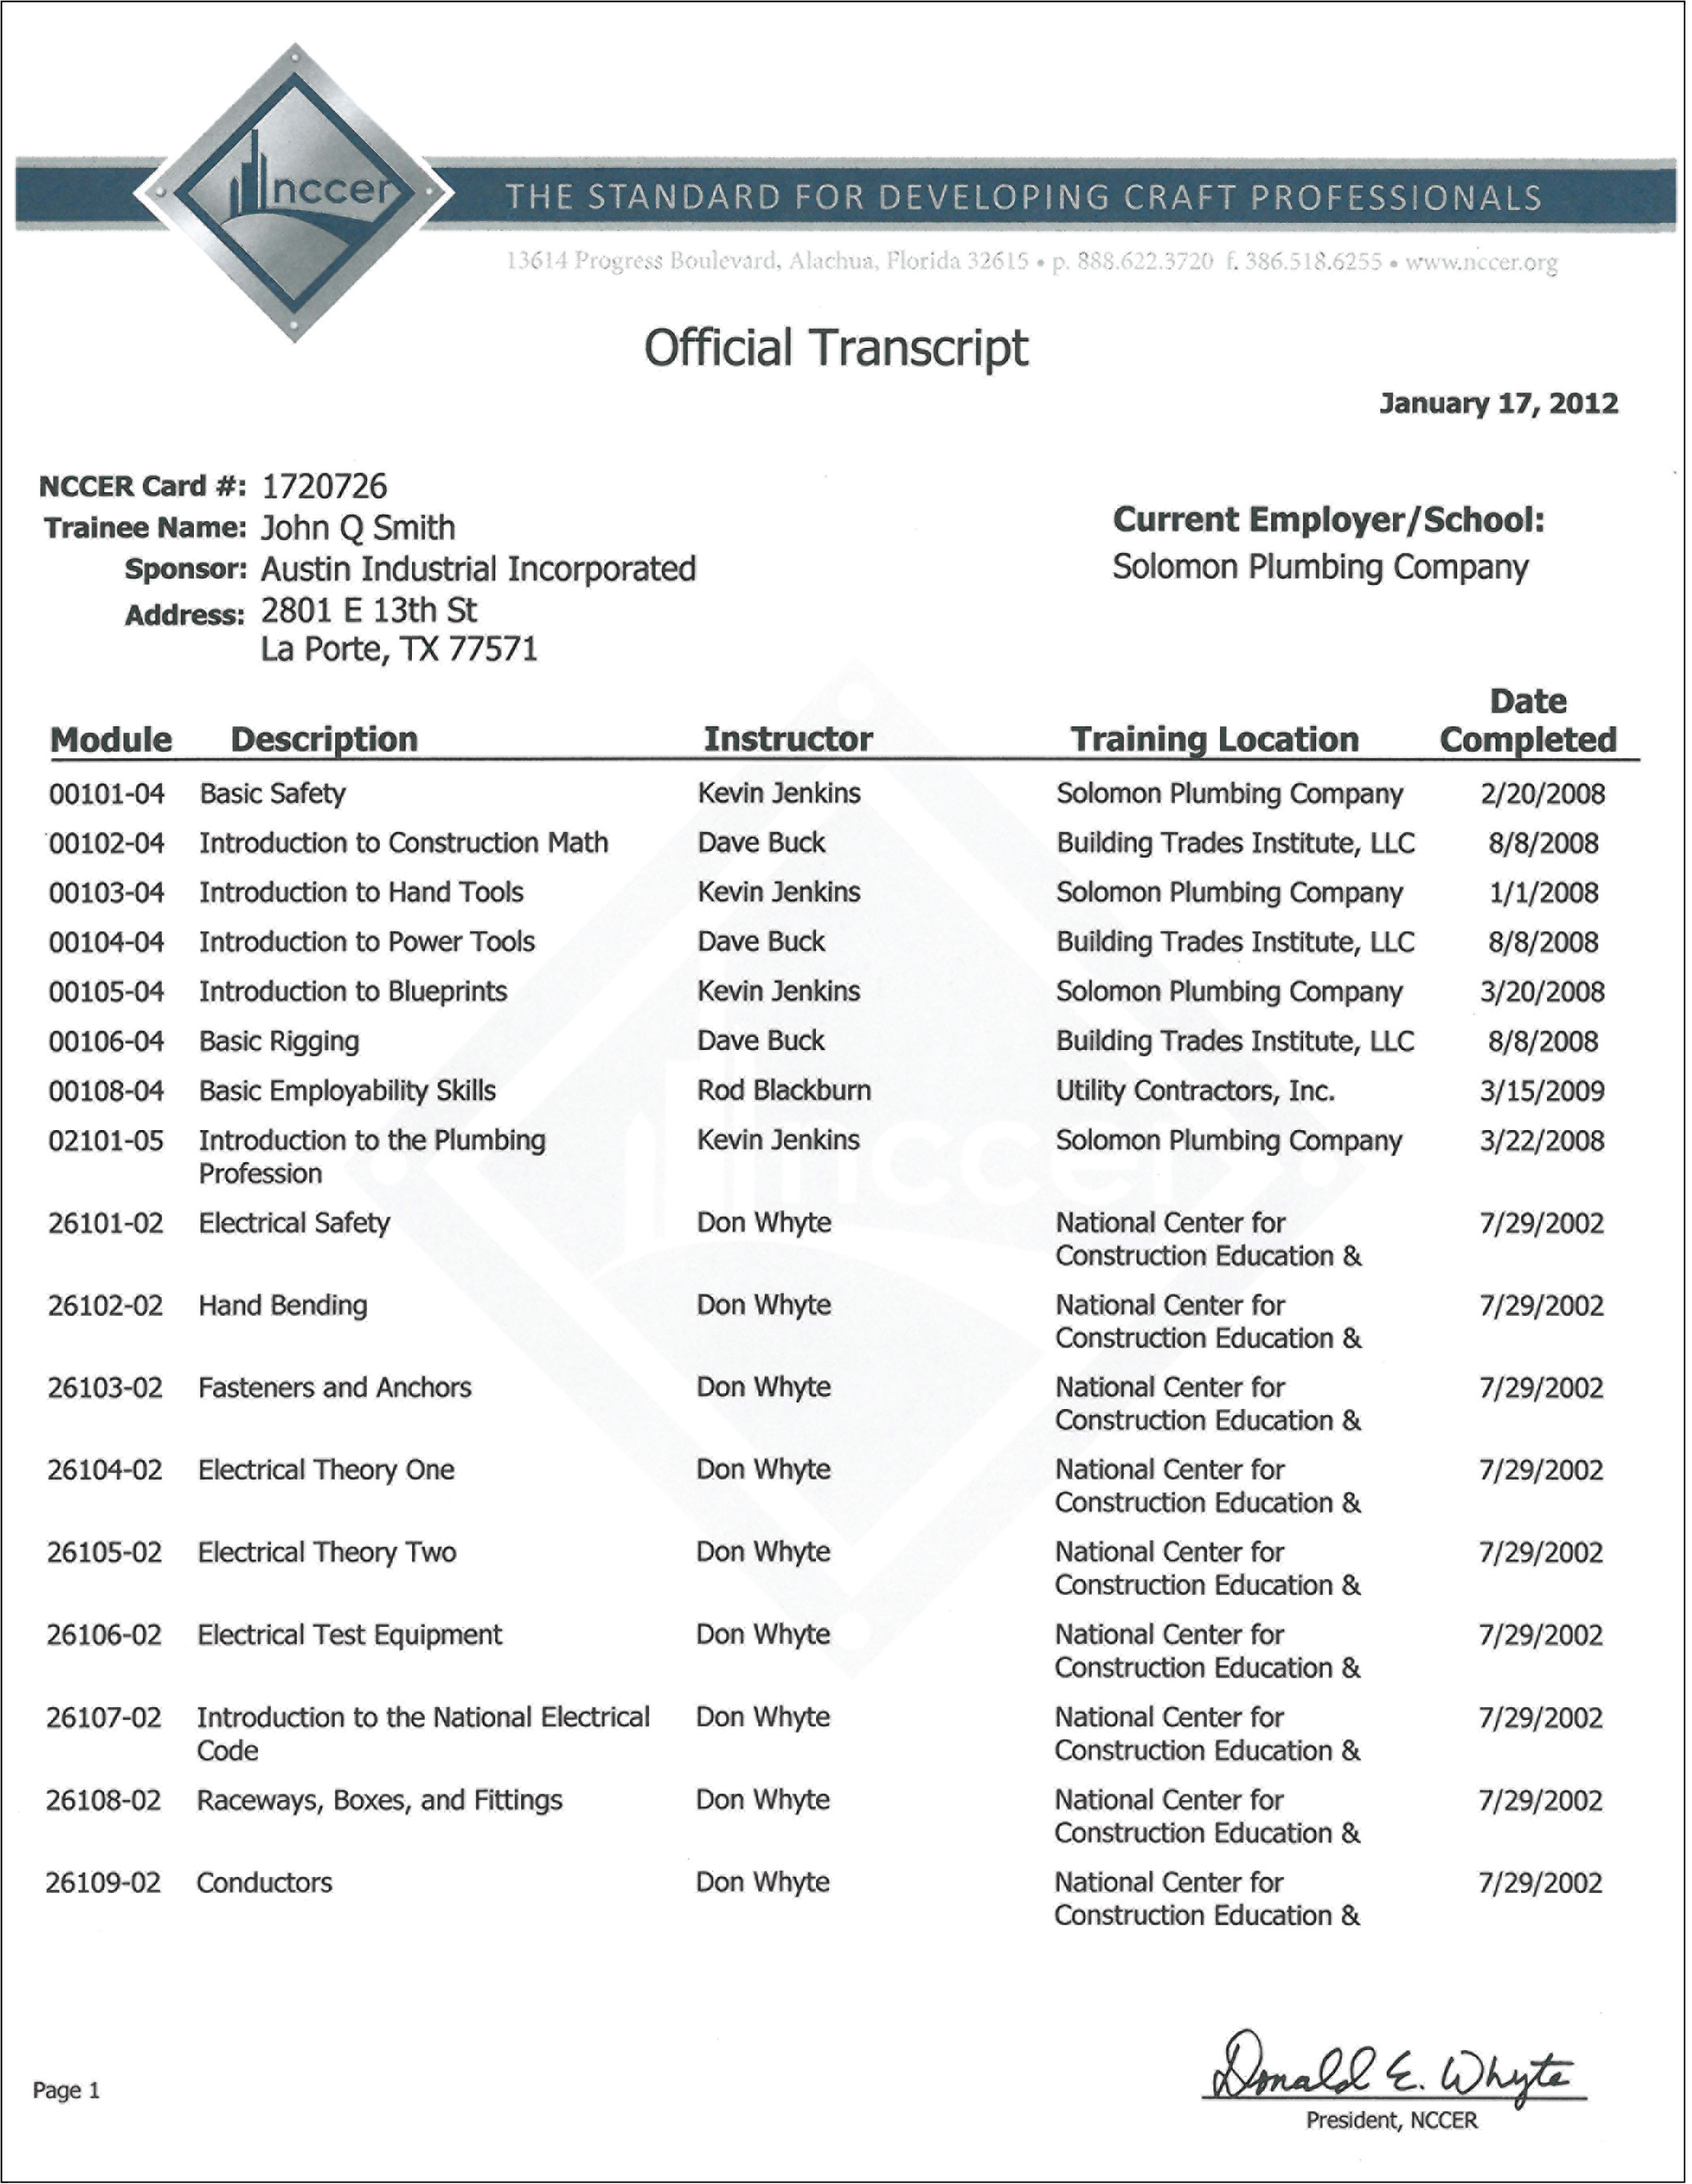 nccer
THE STANDARD FOR DEVELOPING CRAFT PROFESSIONALS
13614 Progress Boulevard, Alachua, Florida 32615 • p. 888.622.3720 f. 386.518.6255 • www.nccer.org
Official Transcript
January 17, 2012
NCCER Card #: 1720726
Trainee Name: John Q Smith
Sponsor: Austin Industrial Incorporated
Address: 2801 E 13th St
La Porte, TX 77571
Current Employer/School:
Solomon Plumbing Company
Module Description Instructor Training Location Date Completed
00101-04 Basic Safety Kevin Jenkins Solomon Plumbing Company 2/20/2008
00102-04 Introduction to Construction Math Dave Buck Building Trades Institute, LLC 8/8/2008
00103-04 Introduction to Hand Tools Kevin Jenkins Solomon Plumbing Company 1/1/2008
00104-04 Introduction to Power Tools Dave Buck Building Trades Institute, LLC 8/8/2008
00105-04 Introduction to Blueprints Kevin Jenkins Solomon Plumbing Company 3/20/2008
00106-04 Basic Rigging Dave Buck Building Trades Institute, LLC 8/8/2008
00108-04 Basic Employability Skills Rod Blackburn Utility Contractors, Inc. 3/15/2009
02101-05 Introduction to the Plumbing Kevin Jenkins Solomon Plumbing Company 3/22/2008
Profession
26101-02 Electrical Safety Don Whyte National Center for 7/29/2002
Construction Education &
26102-02 Hand Bending Don Whyte National Center for 7/29/2002
Construction Education &
26103-02 Fasteners and Anchors Don Whyte National Center for 7/29/2002
Construction Education &
26104-02 Electrical Theory One Don Whyte National Center for 7/29/2002
Construction Education &
26105-02 Electrical Theory Two Don Whyte National Center for 7/29/2002
Construction Education &
26106-02 Electrical Test Equipment Don Whyte National Center for 7/29/2002
Construction Education &
26107-02 Introduction to the National Electrical Don Whyte National Center for 7/29/2002
Code Construction Education &
26108-02 Raceways, Boxes, and Fittings Don Whyte National Center for 7/29/2002
Construction Education &
26109-02 Conductors Don Whyte National Center for 7/29/2002
Construction Education &
nccer
Donald E. Whyte
Page 1
President, NCCER